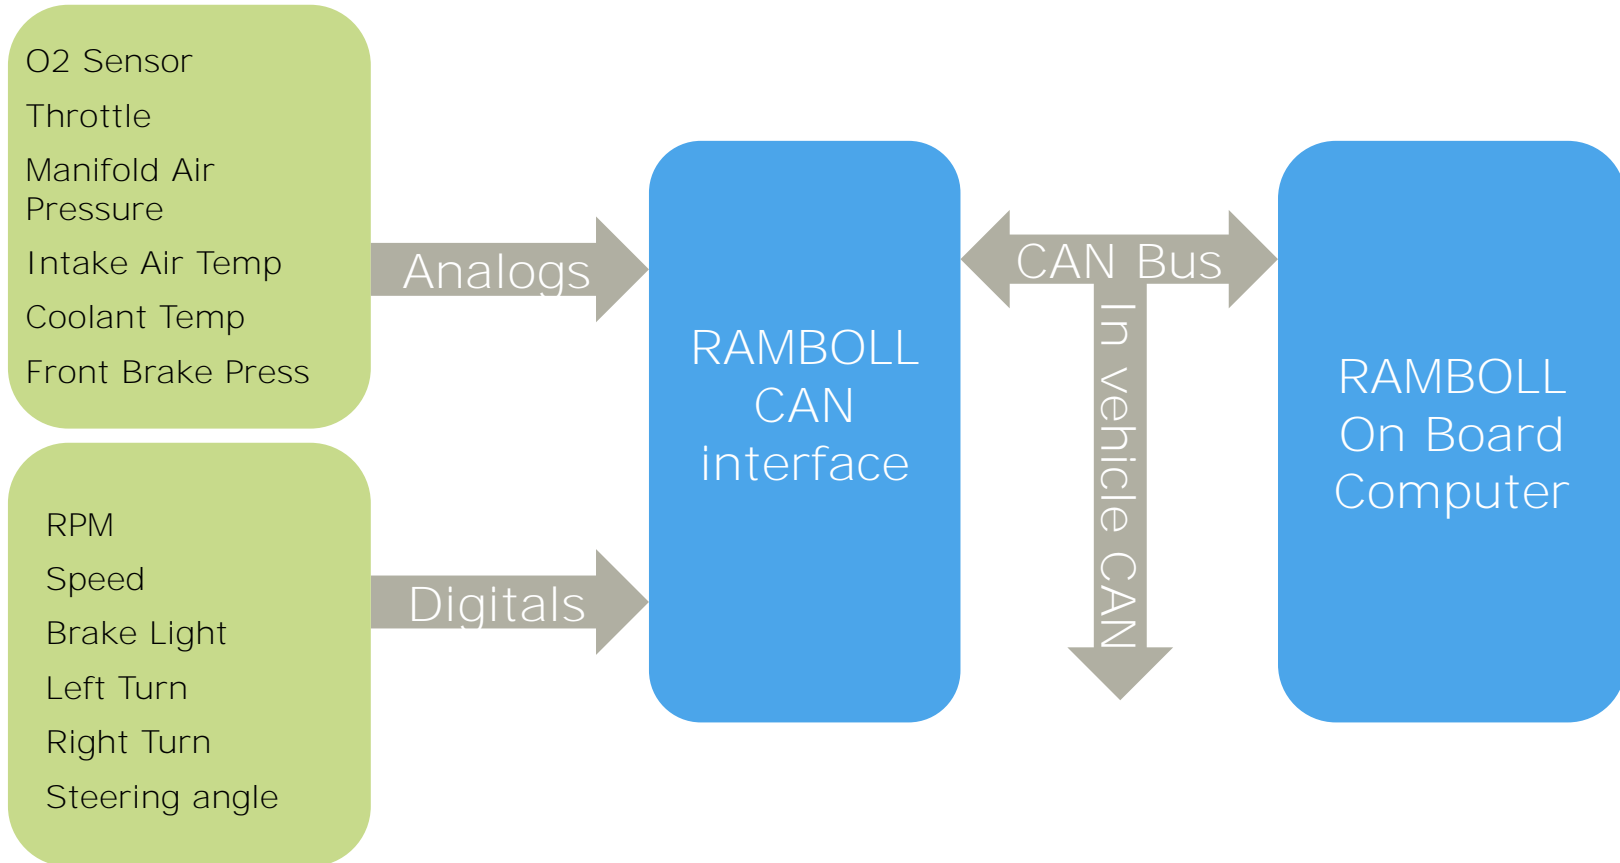 O2 Sensor
Throttle
Manifold Air
Pressure
Intake Air Temp
Coolant Temp
Front Brake Press
RPM
Speed
Brake Light
Left Turn
Right Turn
Steering angle
Analogs
Digitals
RAMBOLL
CAN
interface
CAN Bus
In vehicle CAN
RAMBOLL
On Board
Computer